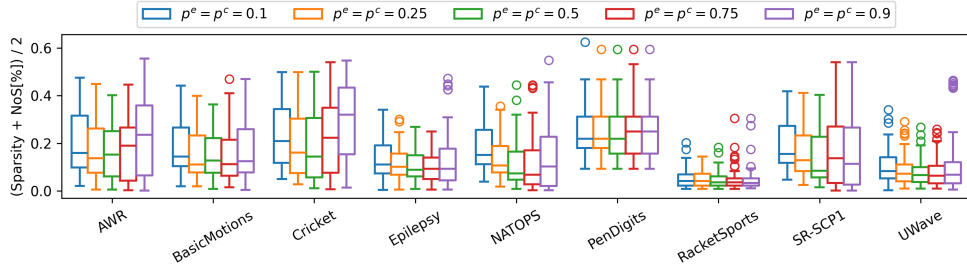 p^e = p^c = 0.1 p^e = p^c = 0.25 p^e = p^c = 0.5 p^e = p^c = 0.75 p^e = p^c = 0.9
(Sparsity + NoS[%]) / 2
0.6
0.4
0.2
0.0
AWR BasicMotions Cricket Epilepsy NATOPS PenDigits RacketSports SR-SCP1 UWave